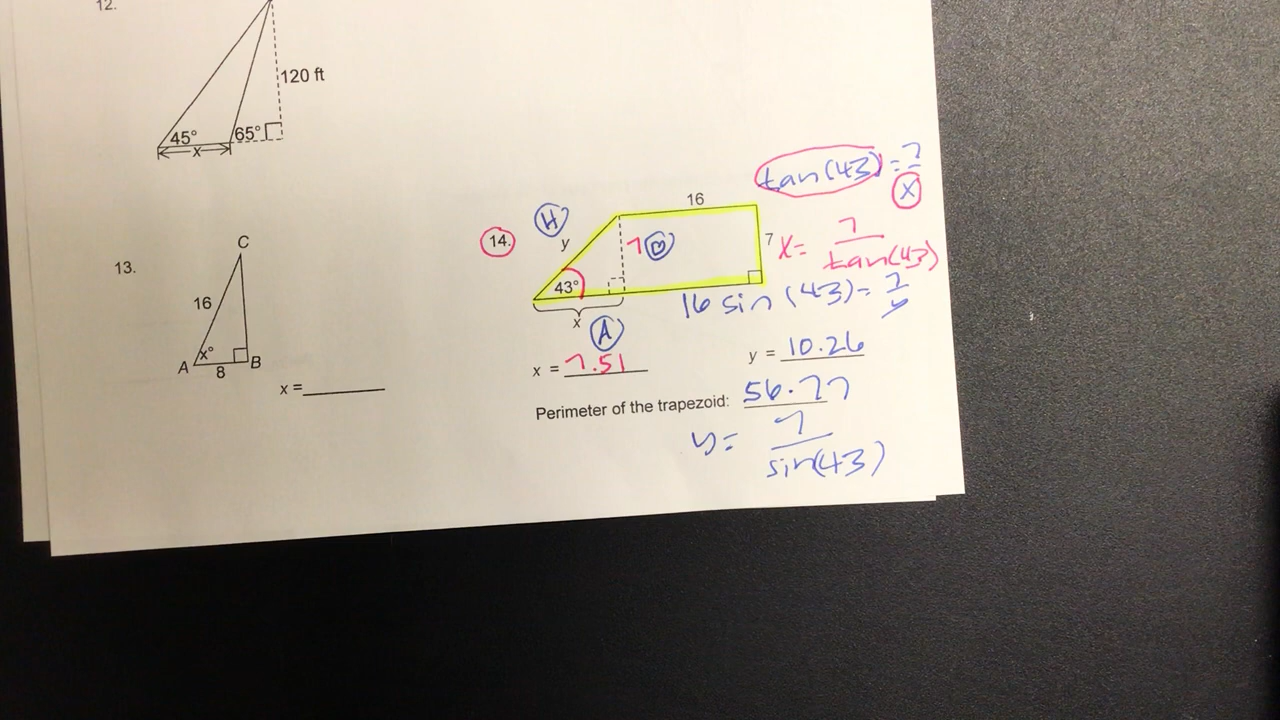 12.
120 ft
45° 65°
x
13.
C
16
x°
A B
8
x =
14.
H
y
16
7
7
43°
x
A
tan(43) = 7
x
x = 7
tan(43)
16 sin (43) = 7
y
x = 7.51
y = 10.26
Perimeter of the trapezoid: 56.77
y = 7
sin(43)